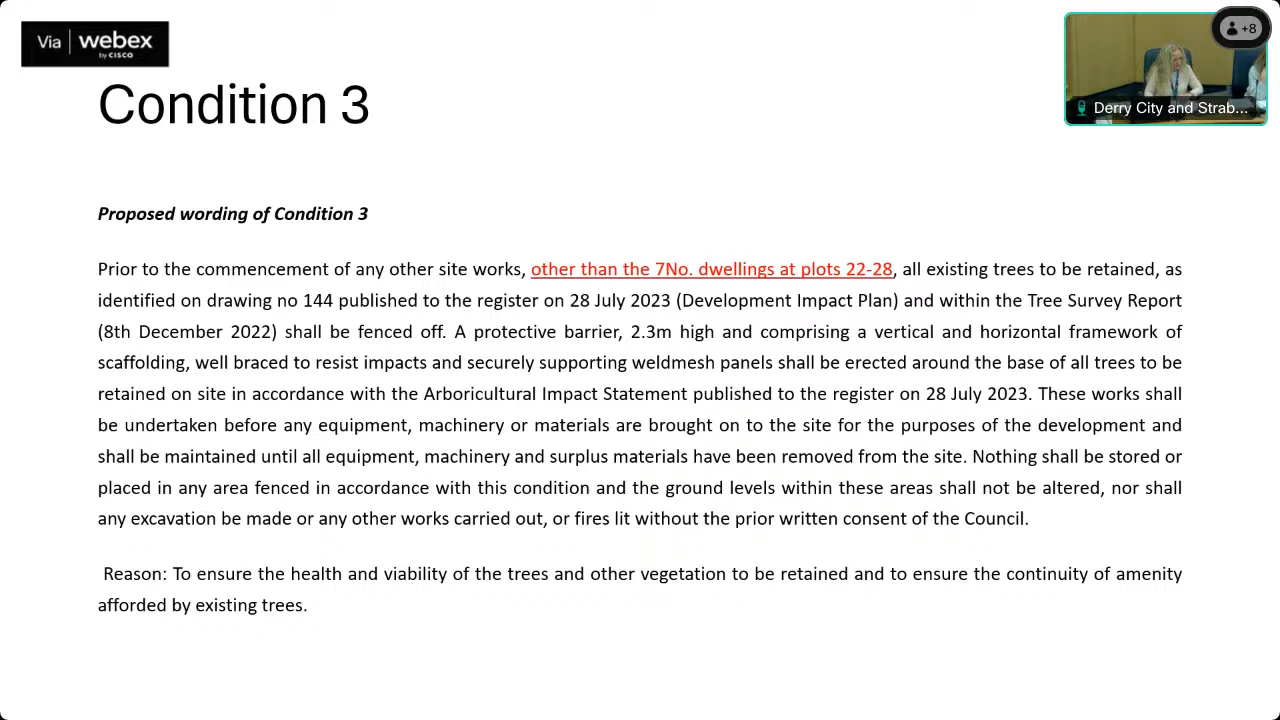 Via | webex
by CISCO
+8
Derry City and Strab...
Condition 3
Proposed wording of Condition 3
Prior to the commencement of any other site works, other than the 7No. dwellings at plots 22-28, all existing trees to be retained, as
identified on drawing no 144 published to the register on 28 July 2023 (Development Impact Plan) and within the Tree Survey Report
(8th December 2022) shall be fenced off. A protective barrier, 2.3m high and comprising a vertical and horizontal framework of
scaffolding, well braced to resist impacts and securely supporting weldmesh panels shall be erected around the base of all trees to be
retained on site in accordance with the Arboricultural Impact Statement published to the register on 28 July 2023. These works shall
be undertaken before any equipment, machinery or materials are brought on to the site for the purposes of the development and
shall be maintained until all equipment, machinery and surplus materials have been removed from the site. Nothing shall be stored or
placed in any area fenced in accordance with this condition and the ground levels within these areas shall not be altered, nor shall
any excavation be made or any other works carried out, or fires lit without the prior written consent of the Council.
Reason: To ensure the health and viability of the trees and other vegetation to be retained and to ensure the continuity of amenity
afforded by existing trees.